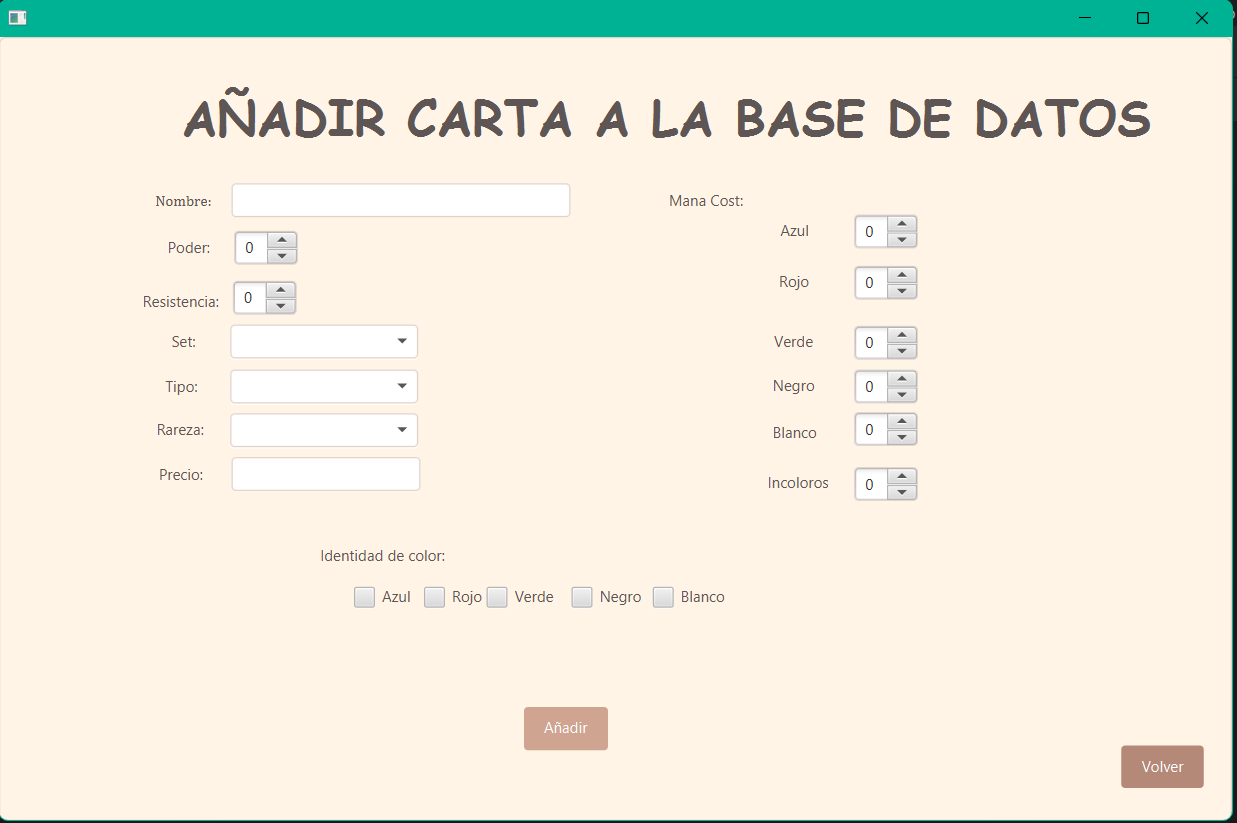 AÑADIR CARTA A LA BASE DE DATOS
Nombre:
Mana Cost:
Azul 0
Poder: 0
Rojo 0
Resistencia: 0
Set:
Verde 0
Tipo:
Negro 0
Rareza:
Blanco 0
Precio:
Incoloros 0
Identidad de color:
Azul Rojo Verde Negro Blanco
Añadir
Volver